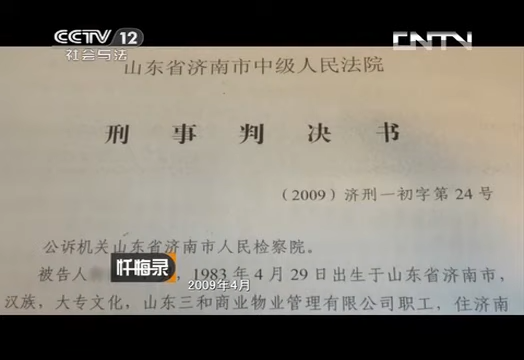 CCTV 12
社会与法
CNTV
山东省济南市中级人民法院
刑事判决书
(2009)济刑一初字第24号
公诉机关山东省济南市人民检察院。
被告人
忏悔录
,1983年4月29日出生于山东省济南市,
2009年4月
汉族,大专文化,山东三和商业物业管理有限公司职工,住济南